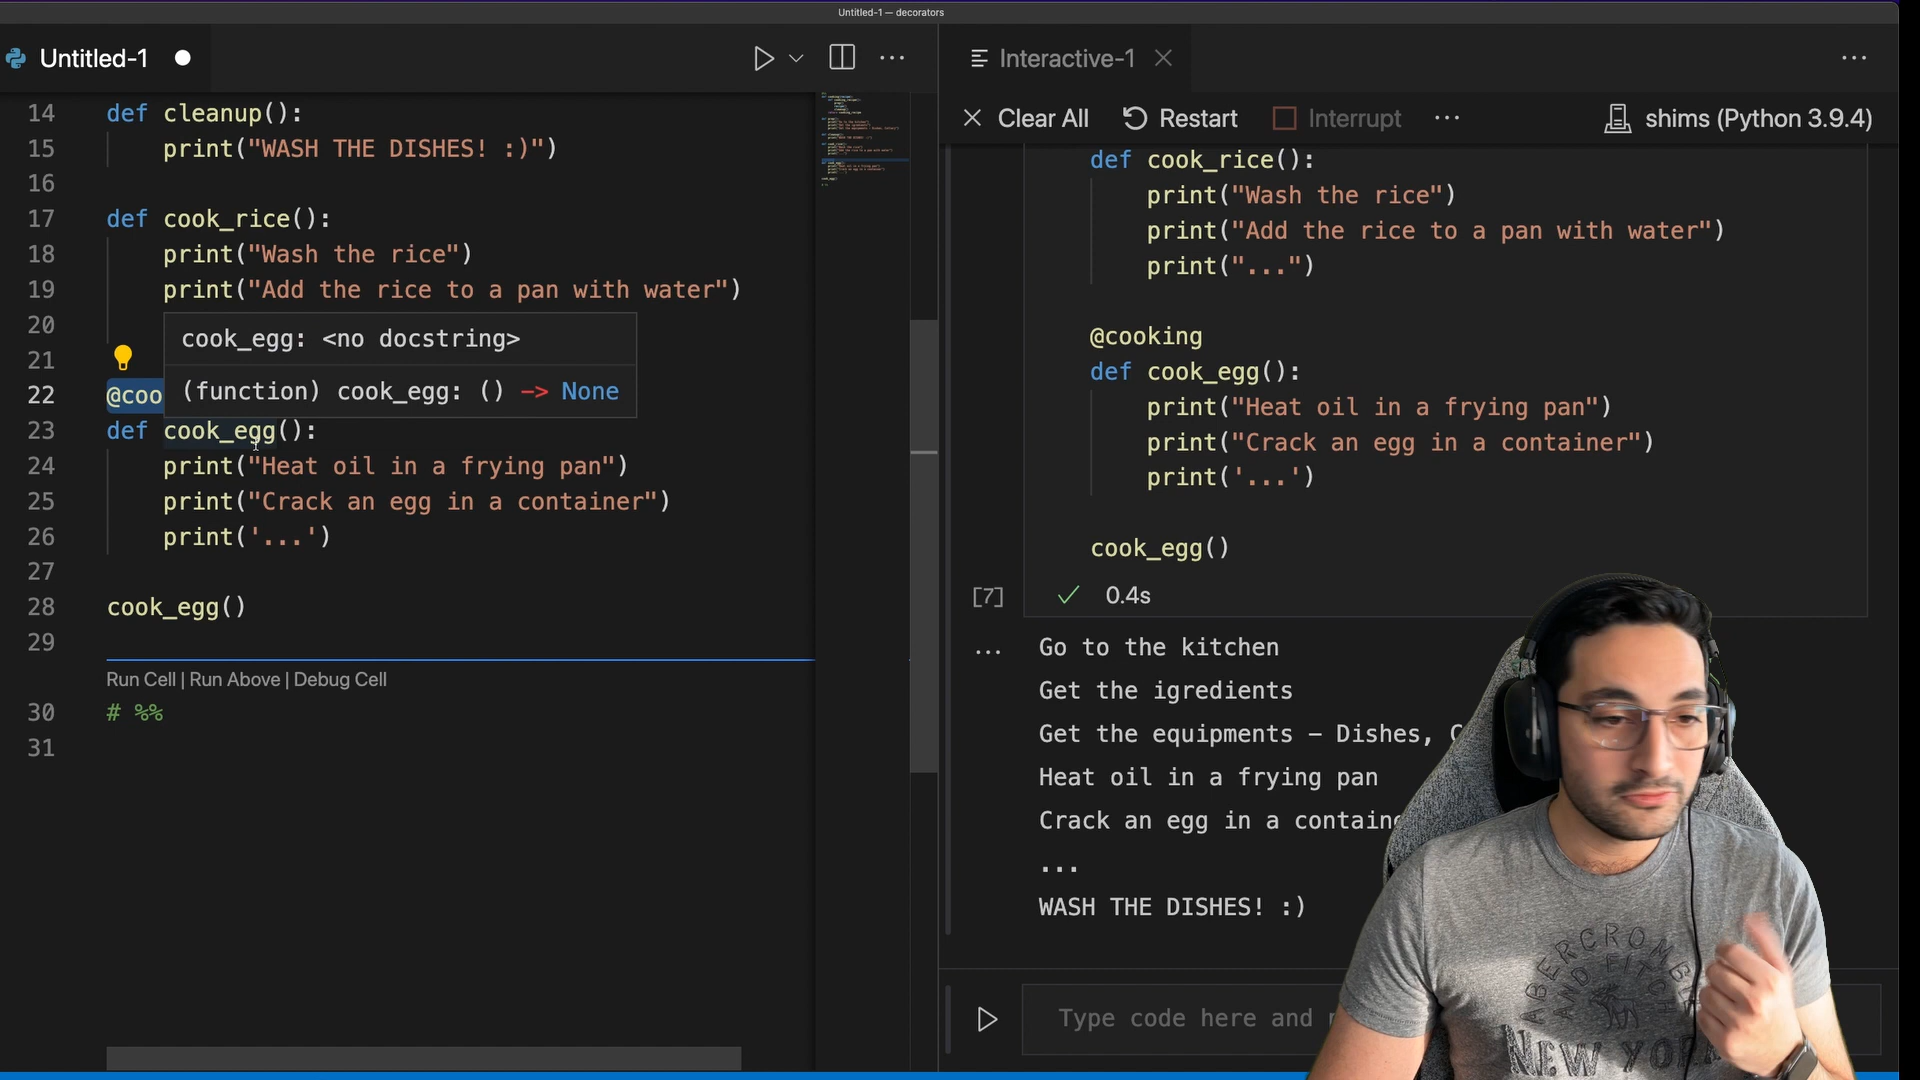 Untitled-1 — decorators
Untitled-1
Interactive-1
Clear All
Restart
Interrupt
shims (Python 3.9.4)
14 def cleanup():
15 print("WASH THE DISHES! :)")
16
17 def cook_rice():
18 print("Wash the rice")
19 print("Add the rice to a pan with water")
20
21
22 @coo
cook_egg: <no docstring>
(function) cook_egg: () -> None
23 def cook_egg():
24 print("Heat oil in a frying pan")
25 print("Crack an egg in a container")
26 print('...')
27
28 cook_egg()
29
Run Cell | Run Above | Debug Cell
30 # %%
31
def cook_rice():
print("Wash the rice")
print("Add the rice to a pan with water")
print("...")
@cooking
def cook_egg():
print("Heat oil in a frying pan")
print("Crack an egg in a container")
print('...')
cook_egg()
[7] 0.4s
... Go to the kitchen
Get the igredients
Get the equipments – Dishes,
Heat oil in a frying pan
Crack an egg in a
...
WASH THE DISHES! :)
Type code here and
ABERCROMB
AND FITCH
NEW YOR